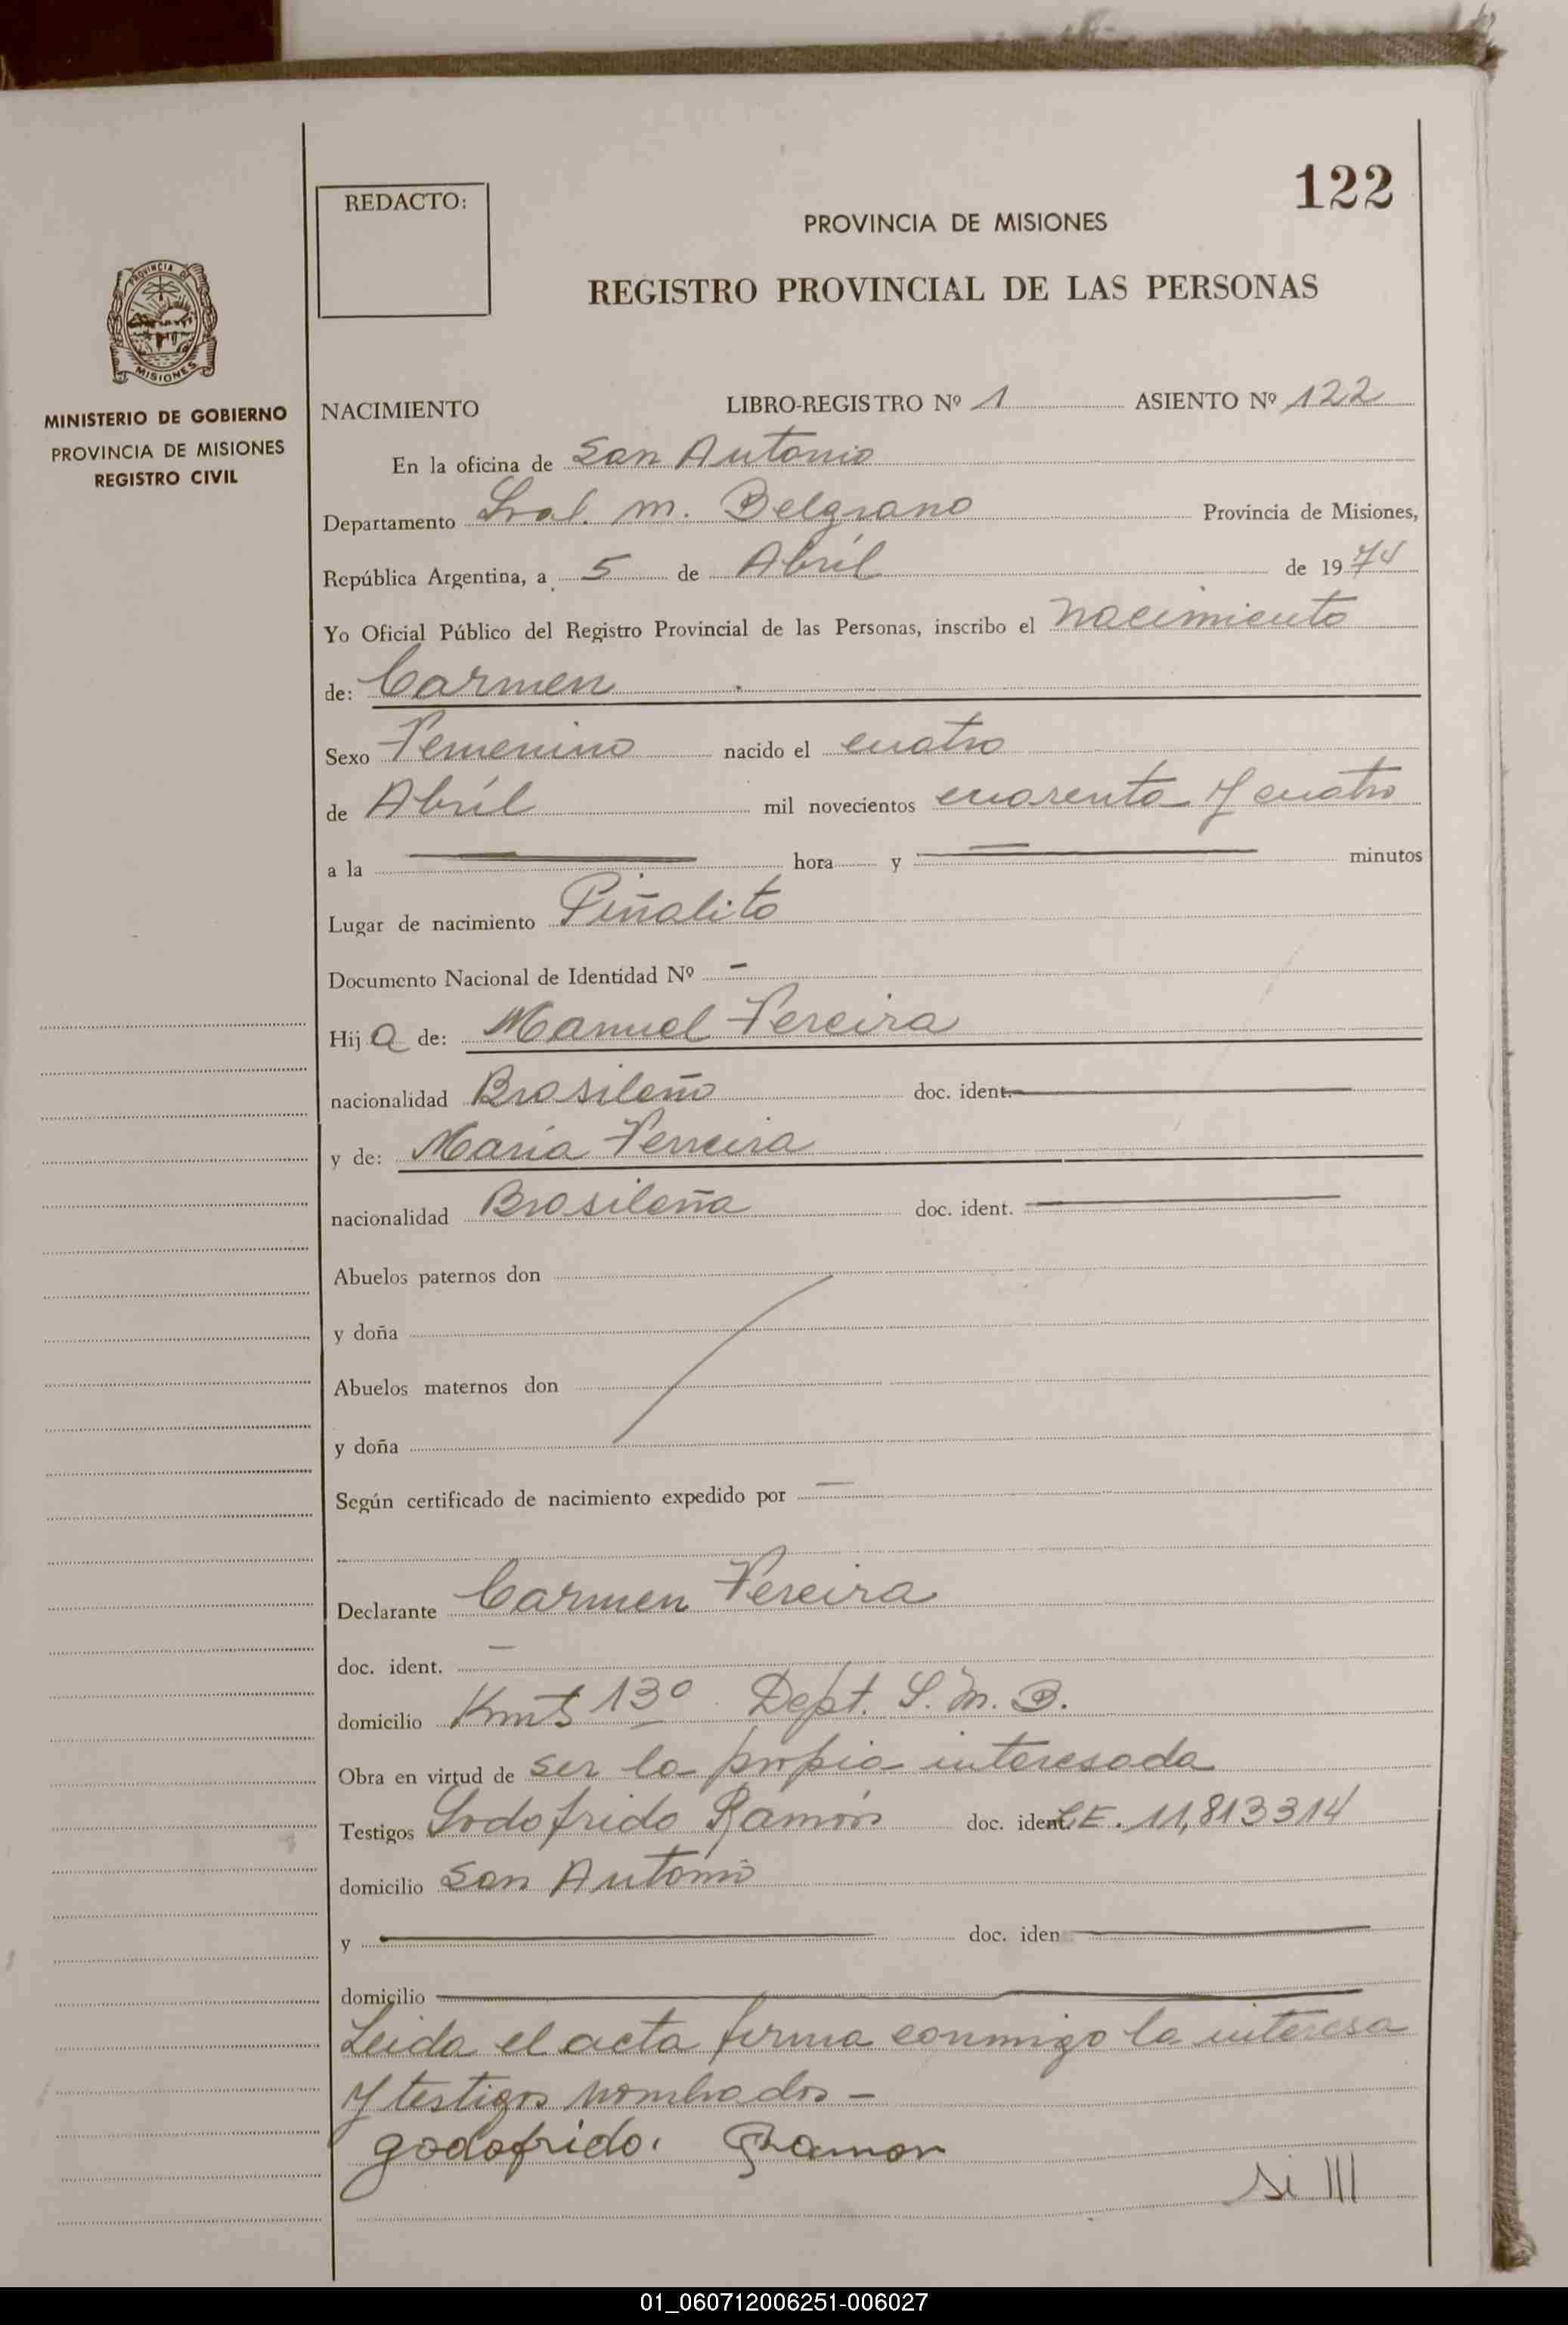 122
REDACTO:
PROVINCIA DE MISIONES
REGISTRO PROVINCIAL DE LAS PERSONAS
PROVINCIA D
MISIONES
MINISTERIO DE GOBIERNO
PROVINCIA DE MISIONES
REGISTRO CIVIL
NACIMIENTO LIBRO-REGISTRO Nº 1 ASIENTO Nº 122
En la oficina de San Antonio
Departamento Gral. M. Belgrano Provincia de Misiones,
República Argentina, a 5 de Abríl de 1974
Yo Oficial Público del Registro Provincial de las Personas, inscribo el nacimiento
de: Carmen
Sexo Femenino nacido el cuatro
de Abríl mil novecientos cuarenta y cuatro
a la hora y minutos
Lugar de nacimiento Piñalito
Documento Nacional de Identidad Nº -
Hij a de: Manuel Pereira
nacionalidad Brasileño doc. ident.
y de: María Ferreira
nacionalidad Brasileña doc. ident.
Abuelos paternos don
y doña
Abuelos maternos don
y doña
Según certificado de nacimiento expedido por -
Declarante Carmen Pereira
doc. ident. -
domicilio Kmts 130 Dept. G. M. B.
Obra en virtud de ser la propia interesada
Testigos Godofrido Ramón doc. ident. C.E. 11,813314
domicilio San Antonio
y doc. iden
domicilio
Leida el acta firma conmigo la interesa
y testigos nombrados -
godofrido. Ramon
01_060712006251-006027